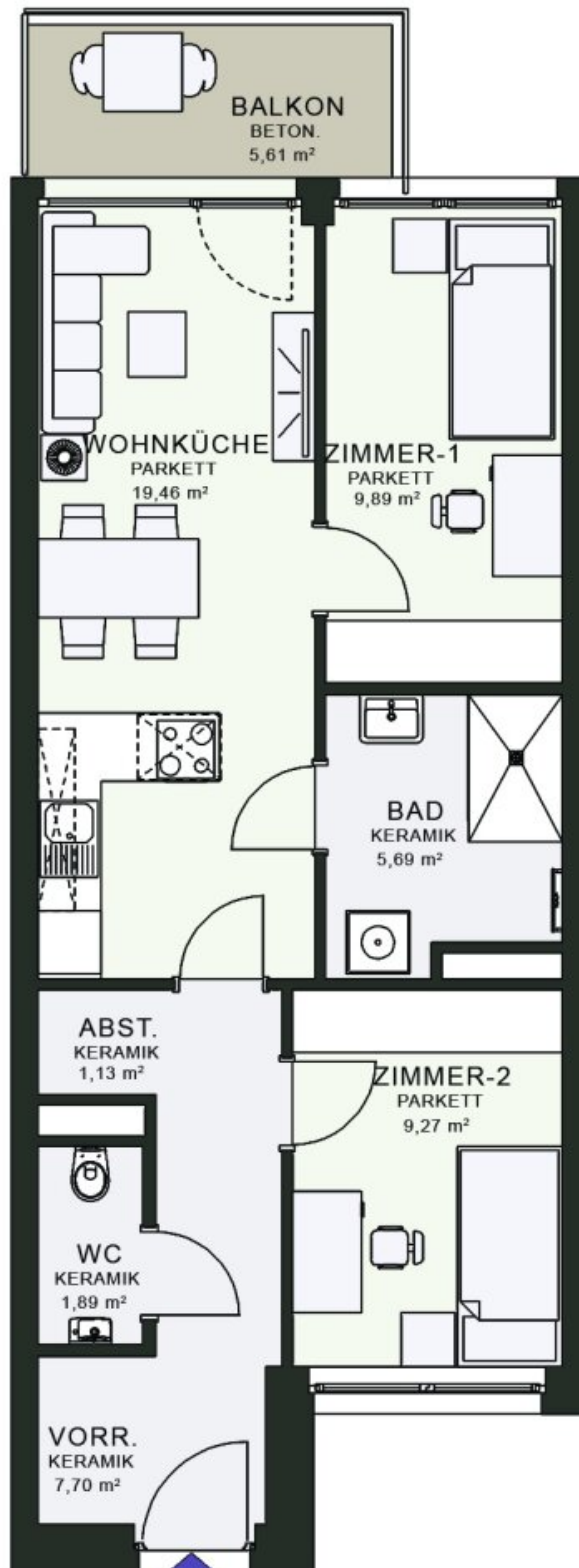 BALKON
BETON.
5,61 m²
WOHNKÜCHE
PARKETT
19,46 m²
ZIMMER-1
PARKETT
9,89 m²
BAD
KERAMIK
5,69 m²
ABST.
KERAMIK
1,13 m²
ZIMMER-2
PARKETT
9,27 m²
WC
KERAMIK
1,89 m²
VORR.
KERAMIK
7,70 m²